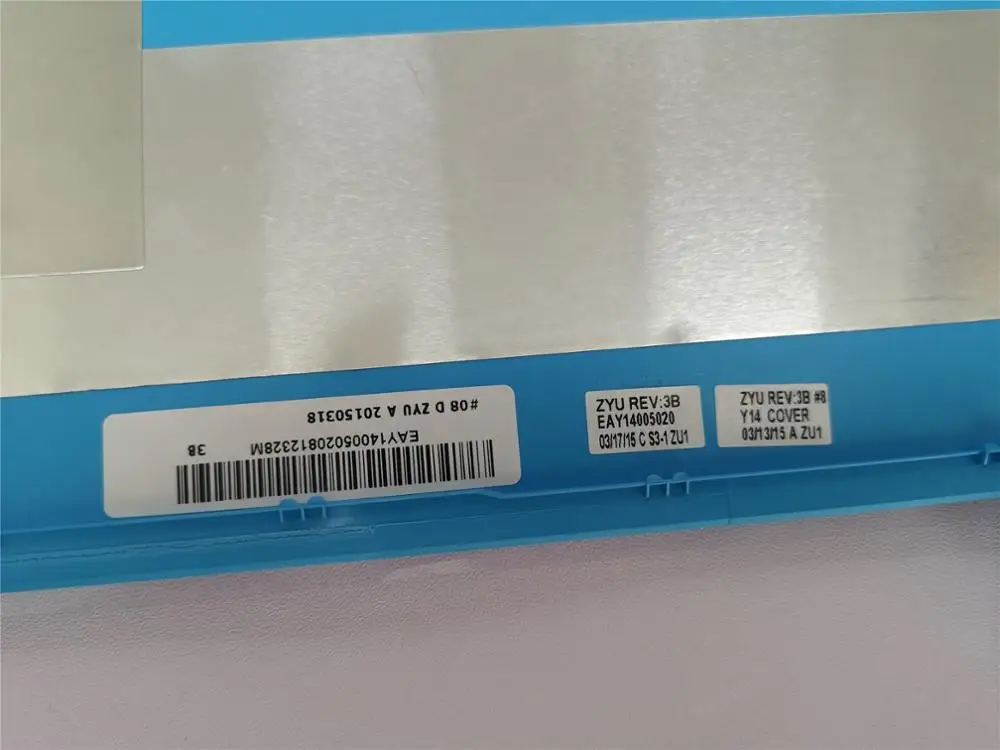 #08 D ZYU A 20150318
EAY14005020812328M
3B
ZYU REV:3B
EAY14005020
03/17/15 C S3-1 ZU1
ZYU REV:3B #8
Y14 COVER
03/13/15 A ZU1